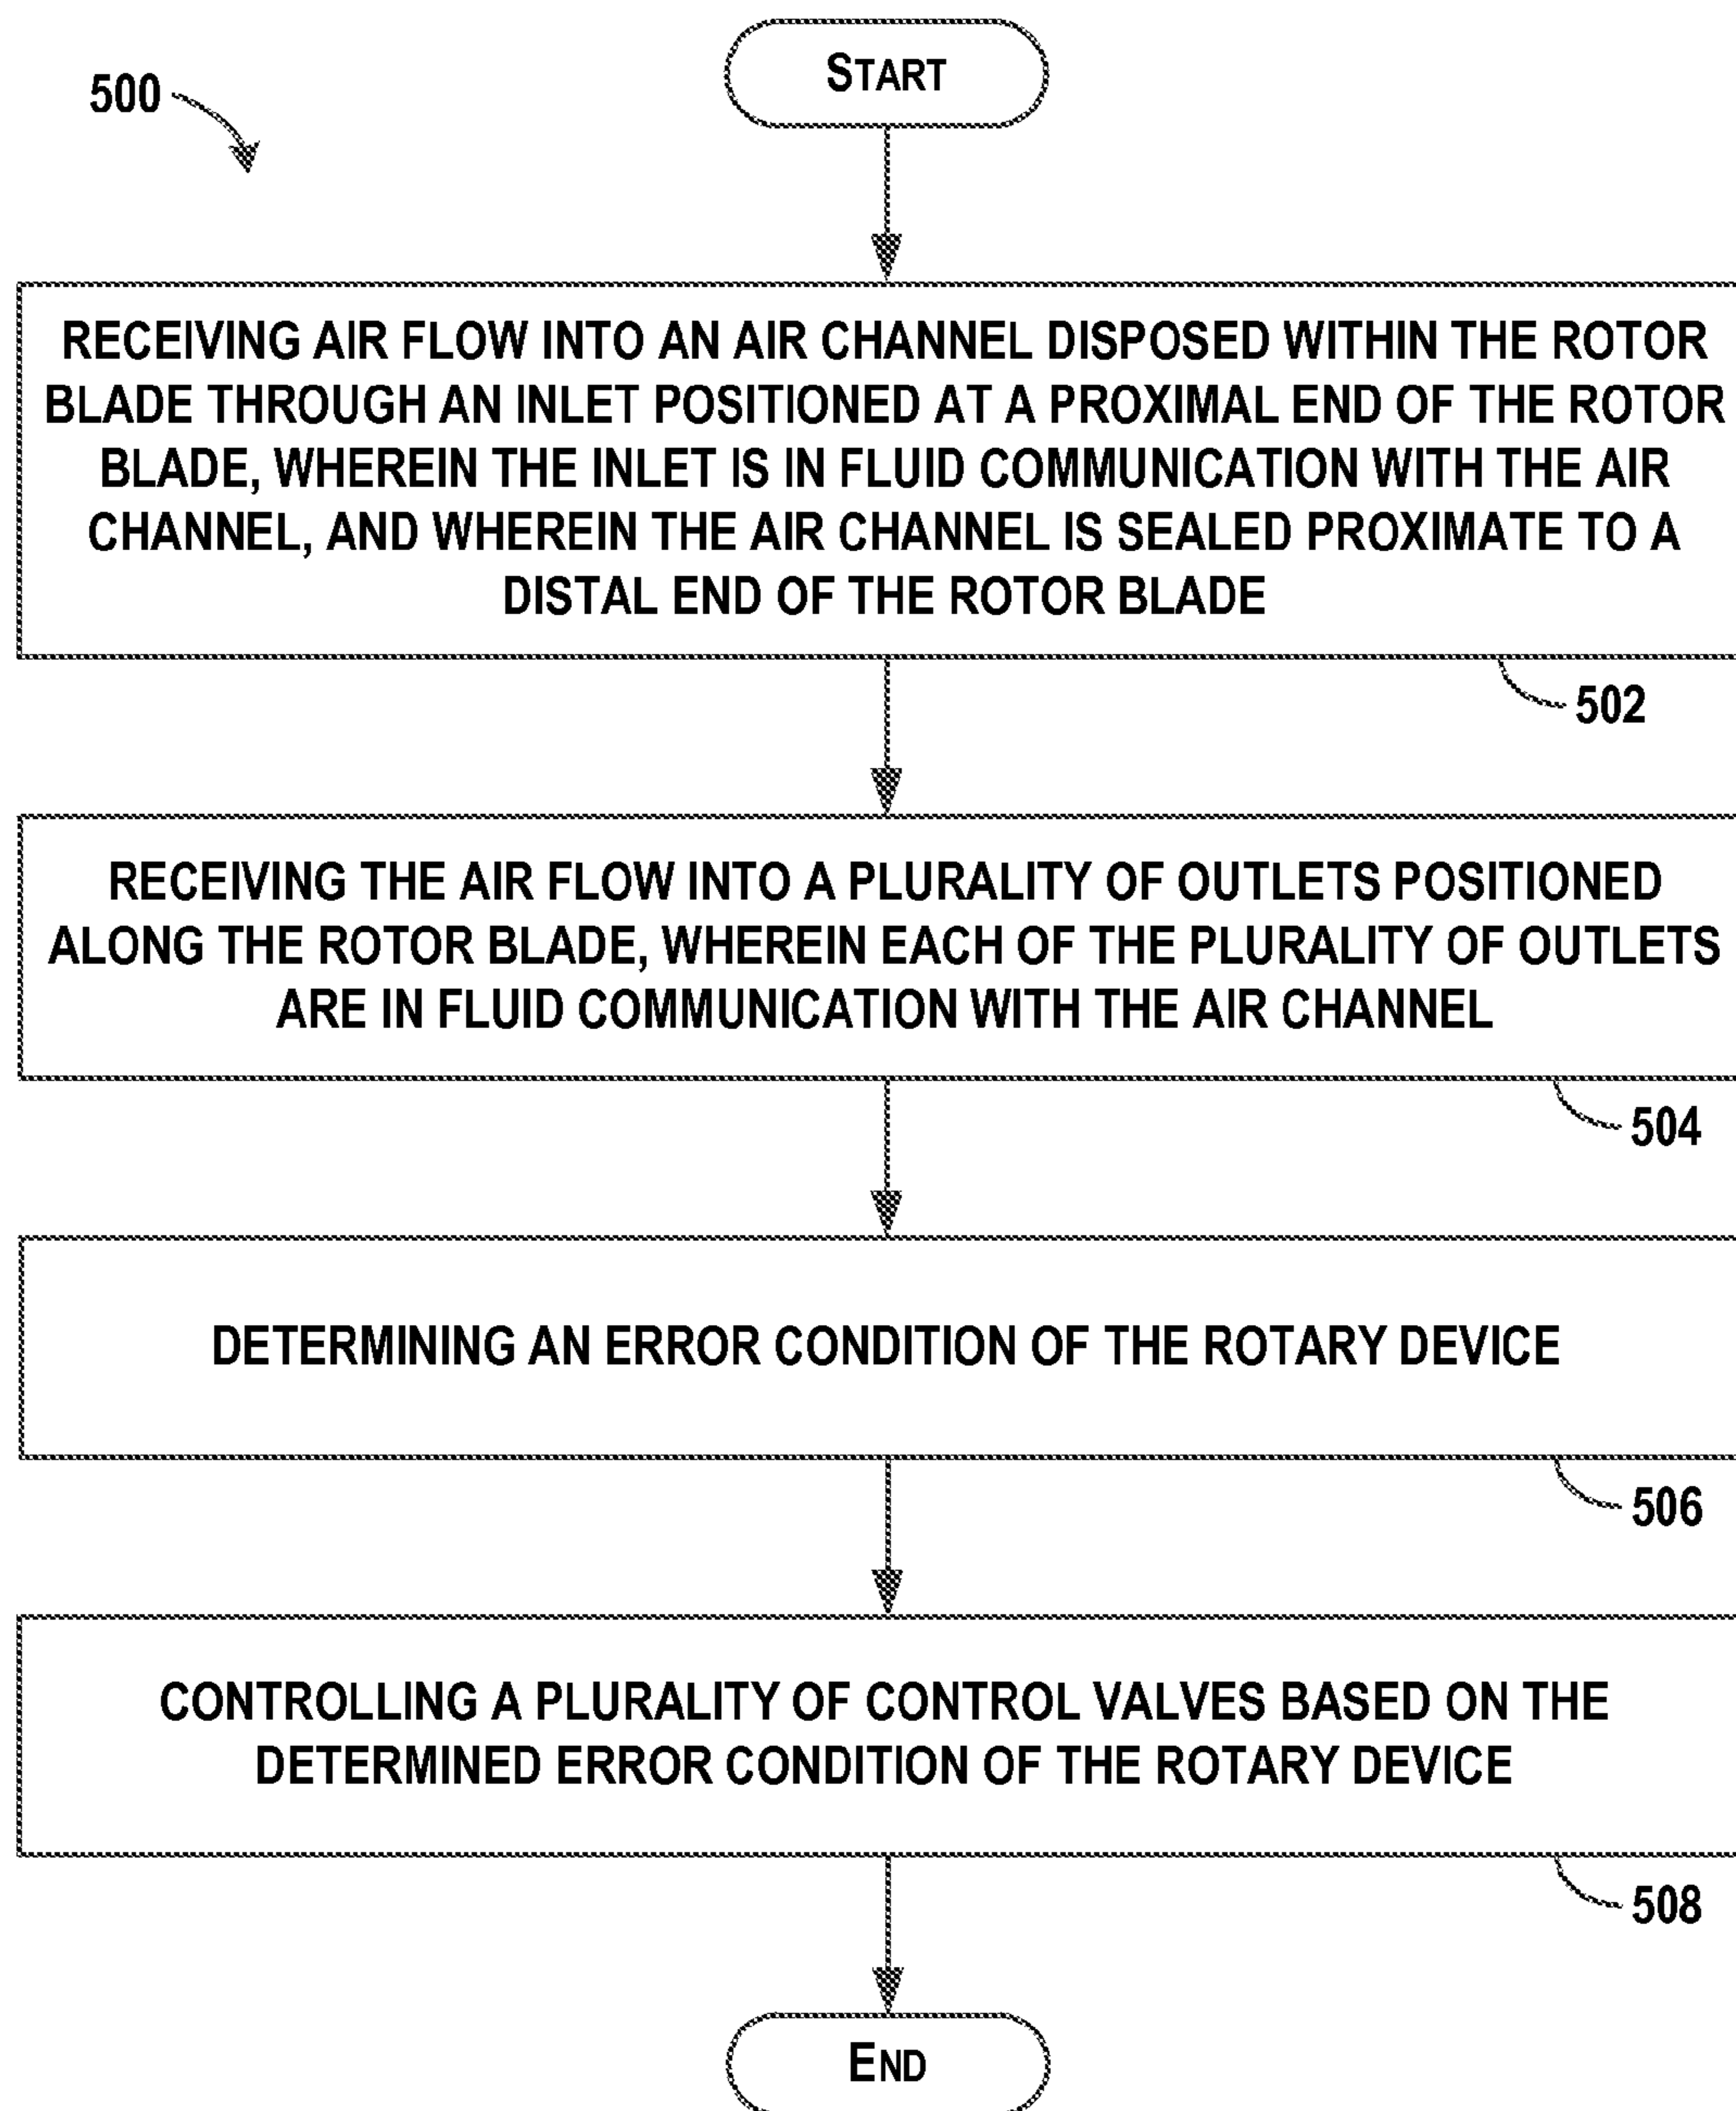 START
500
RECEIVING AIR FLOW INTO AN AIR CHANNEL DISPOSED WITHIN THE ROTOR
BLADE THROUGH AN INLET POSITIONED AT A PROXIMAL END OF THE ROTOR
BLADE, WHEREIN THE INLET IS IN FLUID COMMUNICATION WITH THE AIR
CHANNEL, AND WHEREIN THE AIR CHANNEL IS SEALED PROXIMATE TO A
DISTAL END OF THE ROTOR BLADE
502
RECEIVING THE AIR FLOW INTO A PLURALITY OF OUTLETS POSITIONED
ALONG THE ROTOR BLADE, WHEREIN EACH OF THE PLURALITY OF OUTLETS
ARE IN FLUID COMMUNICATION WITH THE AIR CHANNEL
504
DETERMINING AN ERROR CONDITION OF THE ROTARY DEVICE
506
CONTROLLING A PLURALITY OF CONTROL VALVES BASED ON THE
DETERMINED ERROR CONDITION OF THE ROTARY DEVICE
508
END